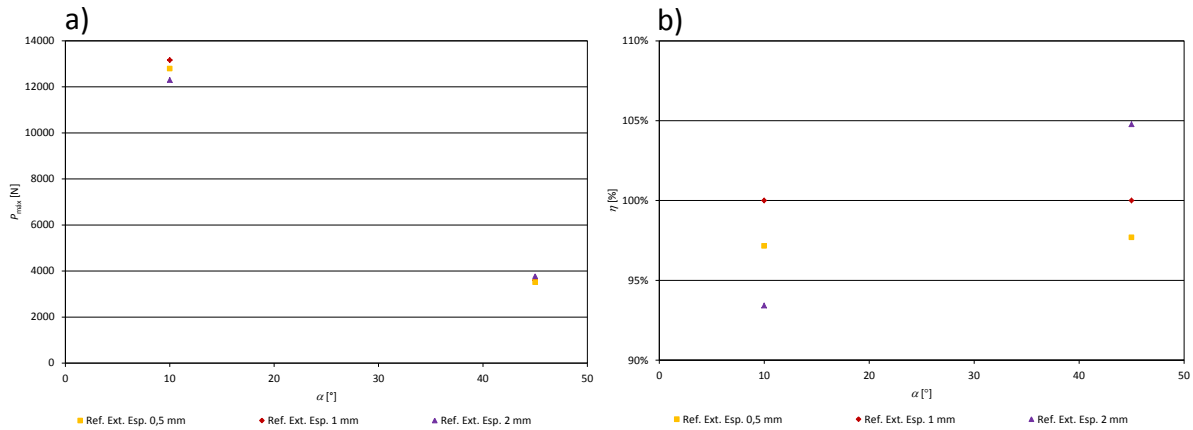 a)
14000
12000
10000
8000
6000
4000
2000
0
0 10 20 30 40 50
Pmáx [N]
α [°]
Ref. Ext. Esp. 0,5 mm Ref. Ext. Esp. 1 mm Ref. Ext. Esp. 2 mm
b)
110%
105%
100%
95%
90%
0 10 20 30 40 50
η [%]
α [°]
Ref. Ext. Esp. 0,5 mm Ref. Ext. Esp. 1 mm Ref. Ext. Esp. 2 mm